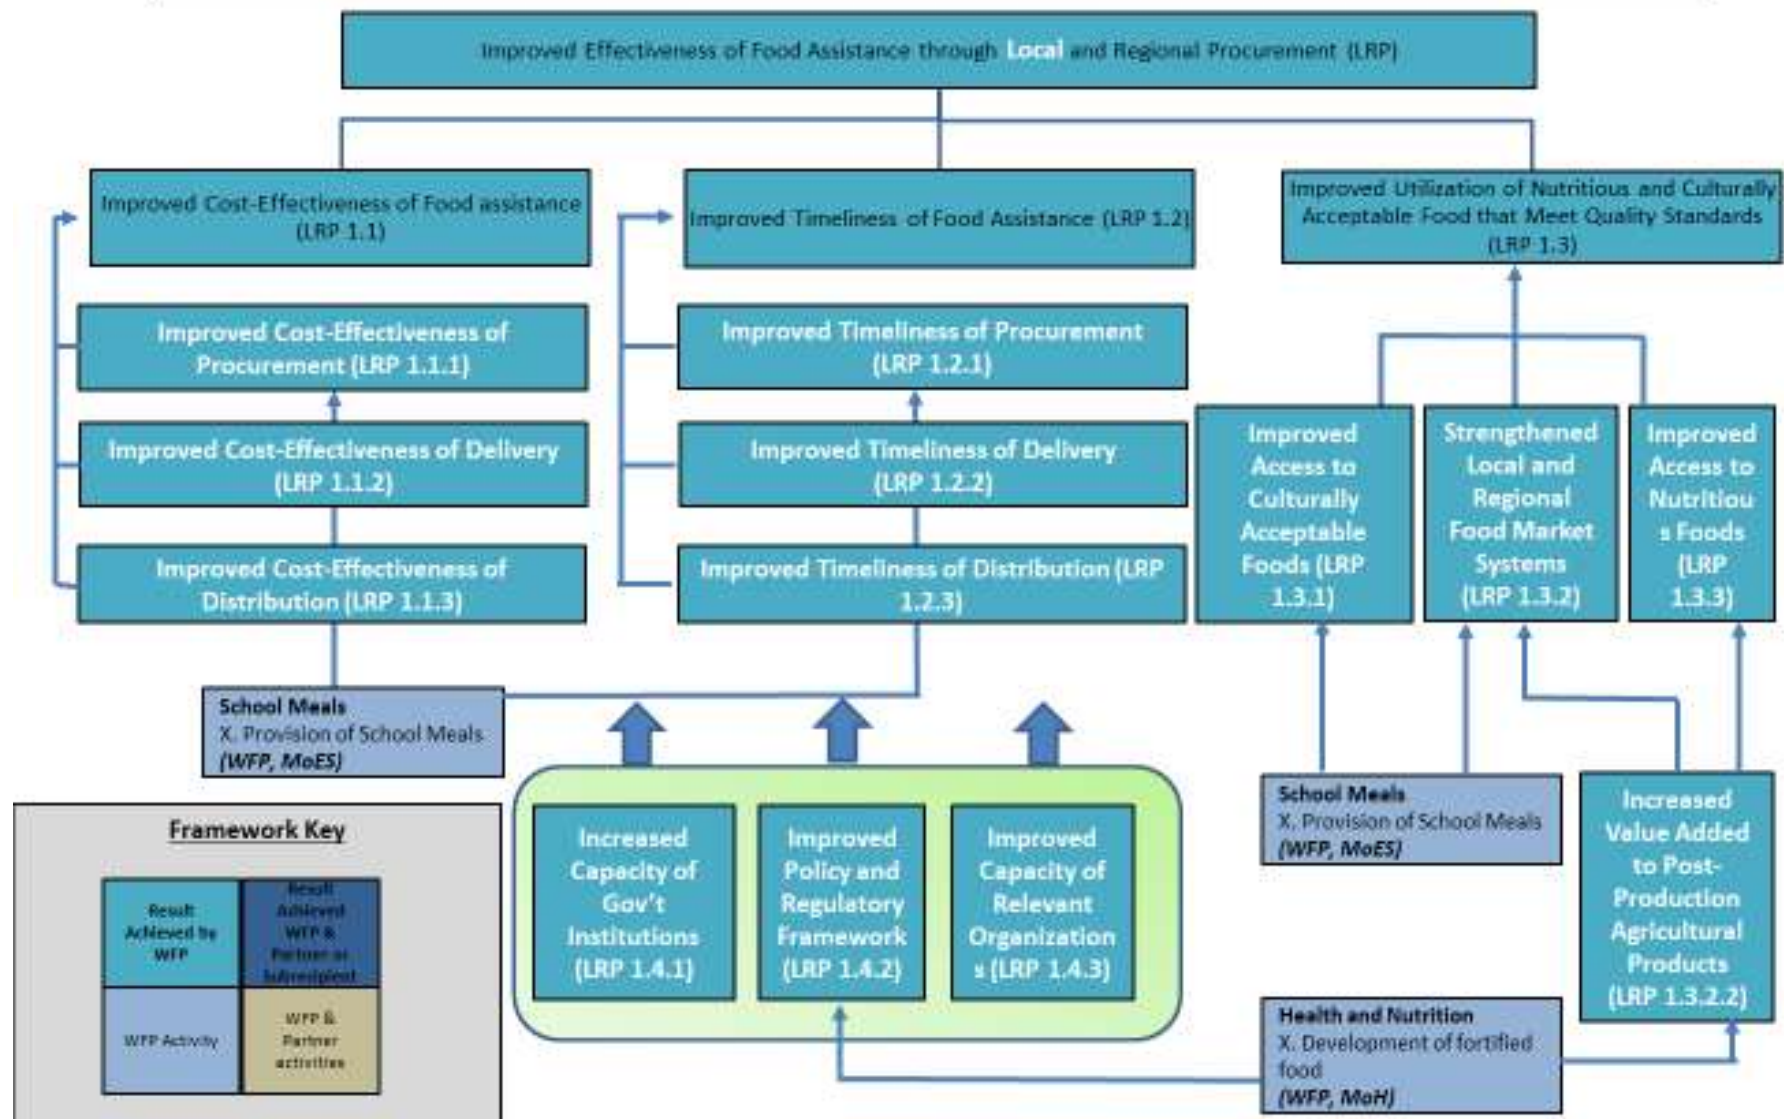 Improved Effectiveness of Food Assistance through Local and Regional Procurement (LRP)
Improved Cost-Effectiveness of Food assistance
(LRP 1.1)
Improved Timeliness of Food Assistance (LRP 1.2)
Improved Utilization of Nutritious and Culturally
Acceptable Food that Meet Quality Standards
(LRP 1.3)
Improved Cost-Effectiveness of
Procurement (LRP 1.1.1)
Improved Timeliness of Procurement
(LRP 1.2.1)
Improved Cost-Effectiveness of Delivery
(LRP 1.1.2)
Improved Timeliness of Delivery
(LRP 1.2.2)
Improved Cost-Effectiveness of
Distribution (LRP 1.1.3)
Improved Timeliness of Distribution (LRP
1.2.3)
Improved
Access to
Culturally
Acceptable
Foods (LRP
1.3.1)
Strengthened
Local and
Regional
Food Market
Systems
(LRP 1.3.2)
Improved
Access to
Nutritiou
s Foods
(LRP
1.3.3)
School Meals
X. Provision of School Meals
(WFP, MoES)
Increased
Capacity of
Gov't
Institutions
(LRP 1.4.1)
Improved
Policy and
Regulatory
Framework
(LRP 1.4.2)
Improved
Capacity of
Relevant
Organization
s (LRP 1.4.3)
School Meals
X. Provision of School Meals
(WFP, MoES)
Increased
Value Added
to Post-
Production
Agricultural
Products
(LRP 1.3.2.2)
Health and Nutrition
X. Development of fortified
food
(WFP, MoH)
Framework Key
Result
Achieved by
WFP
Result
Achieved
WFP &
Partner or
Subrecipient
WFP Activity
WFP &
Partner
activities